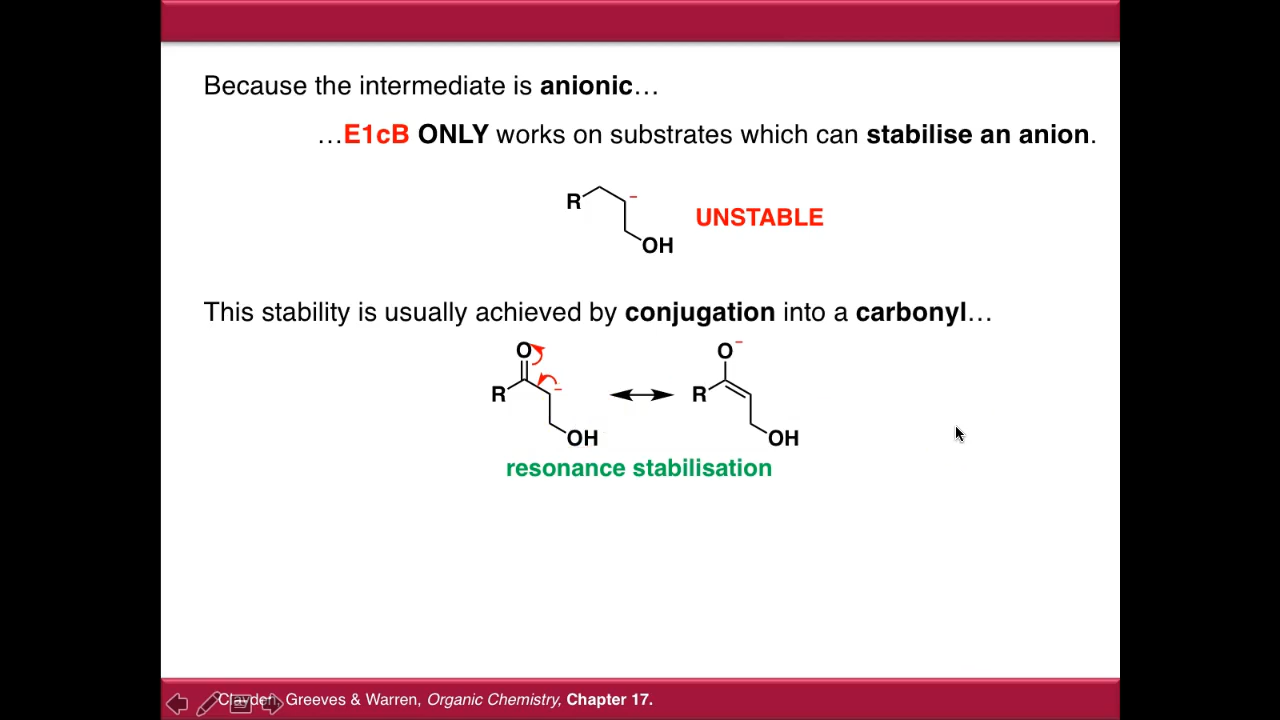 Because the intermediate is anionic…
…E1cB ONLY works on substrates which can stabilise an anion.
R
−
OH
UNSTABLE
This stability is usually achieved by conjugation into a carbonyl…
O
R
−
OH
O−
R
OH
resonance stabilisation
Clayden, Greeves & Warren, Organic Chemistry, Chapter 17.